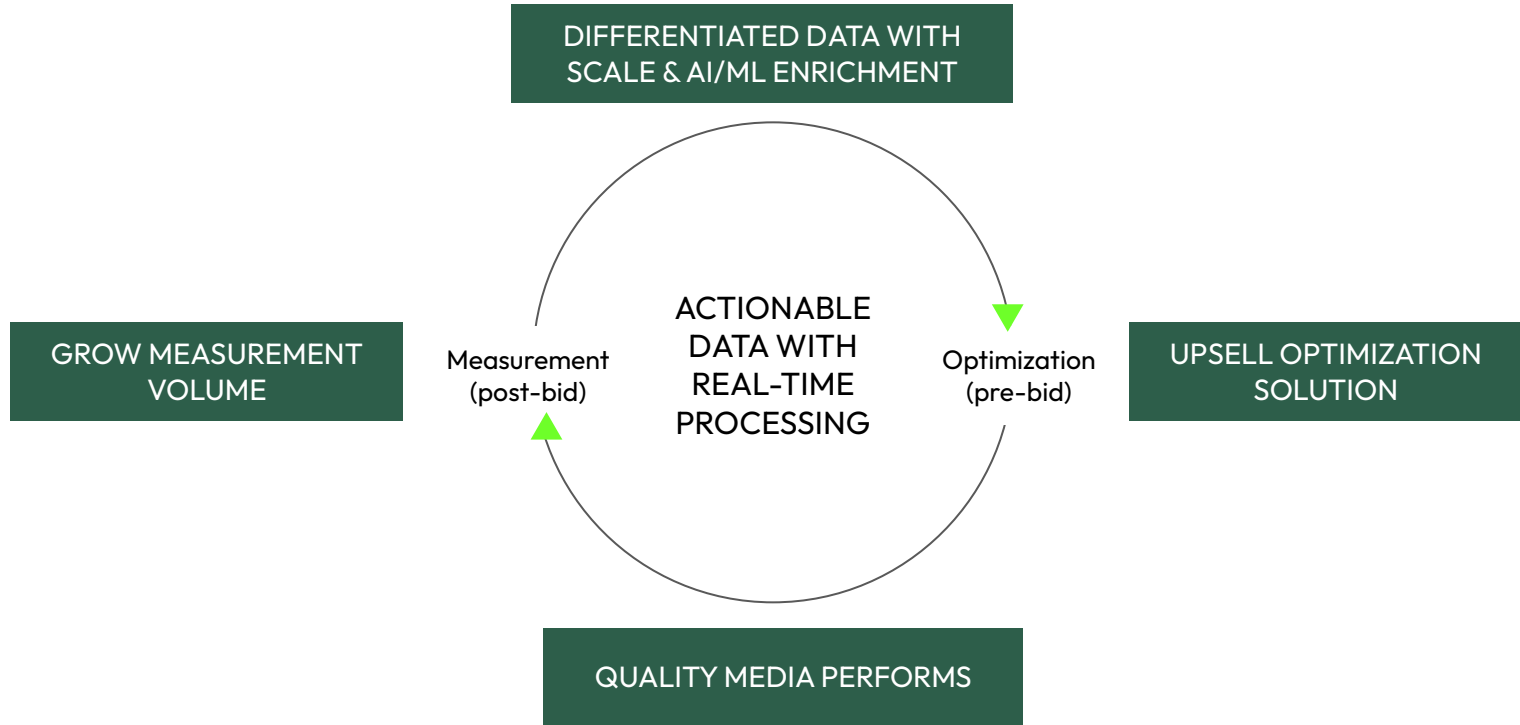 DIFFERENTIATED DATA WITH
SCALE & AI/ML ENRICHMENT
GROW MEASUREMENT
VOLUME
Measurement
(post-bid)
ACTIONABLE
DATA WITH
REAL-TIME
PROCESSING
Optimization
(pre-bid)
UPSELL OPTIMIZATION
SOLUTION
QUALITY MEDIA PERFORMS